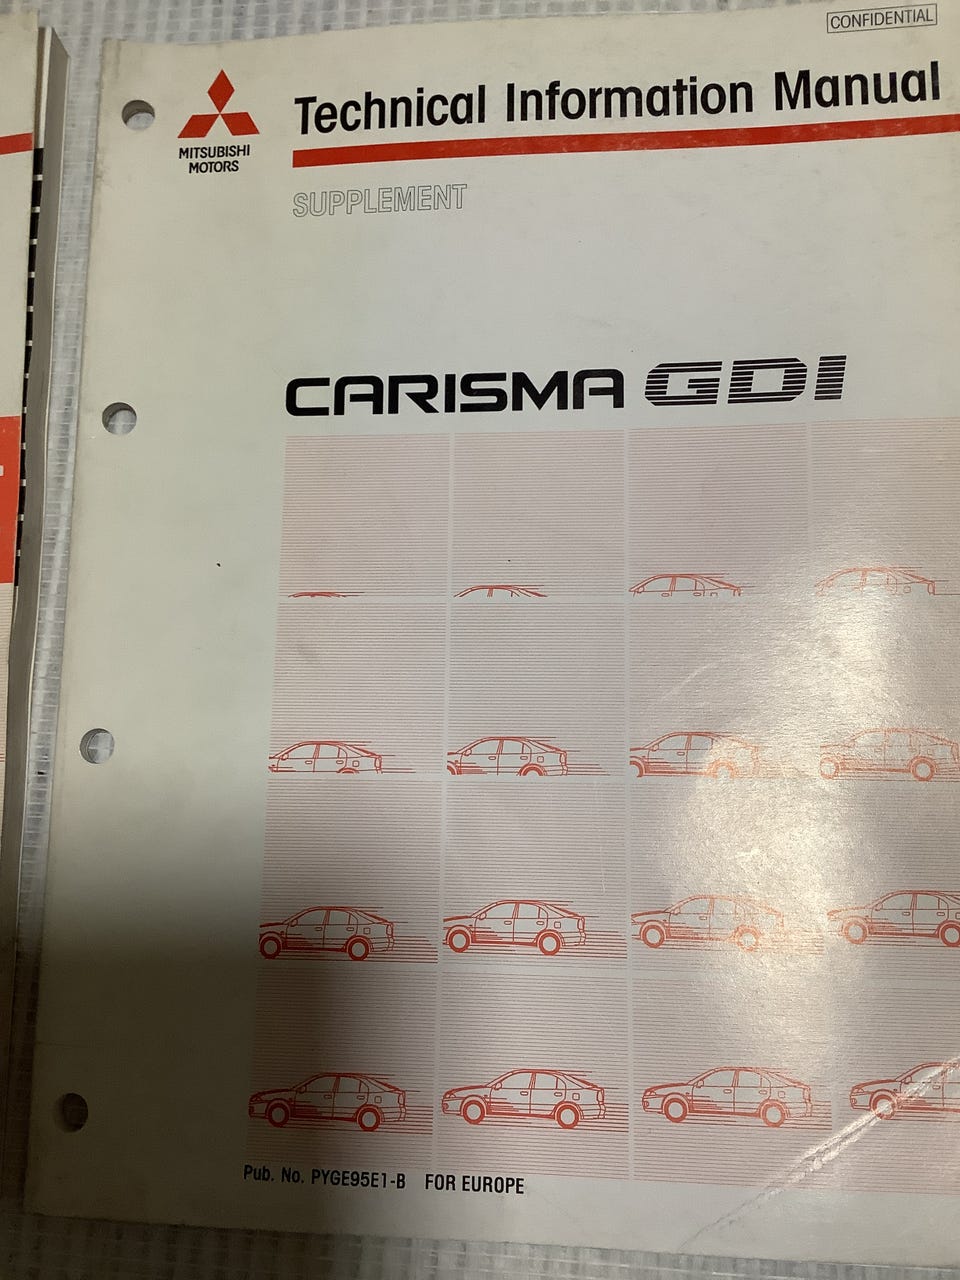 CONFIDENTIAL
Technical Information Manual
MITSUBISHI
MOTORS
SUPPLEMENT
CARISMA GDI
Pub. No. PYGE95E1-B FOR EUROPE